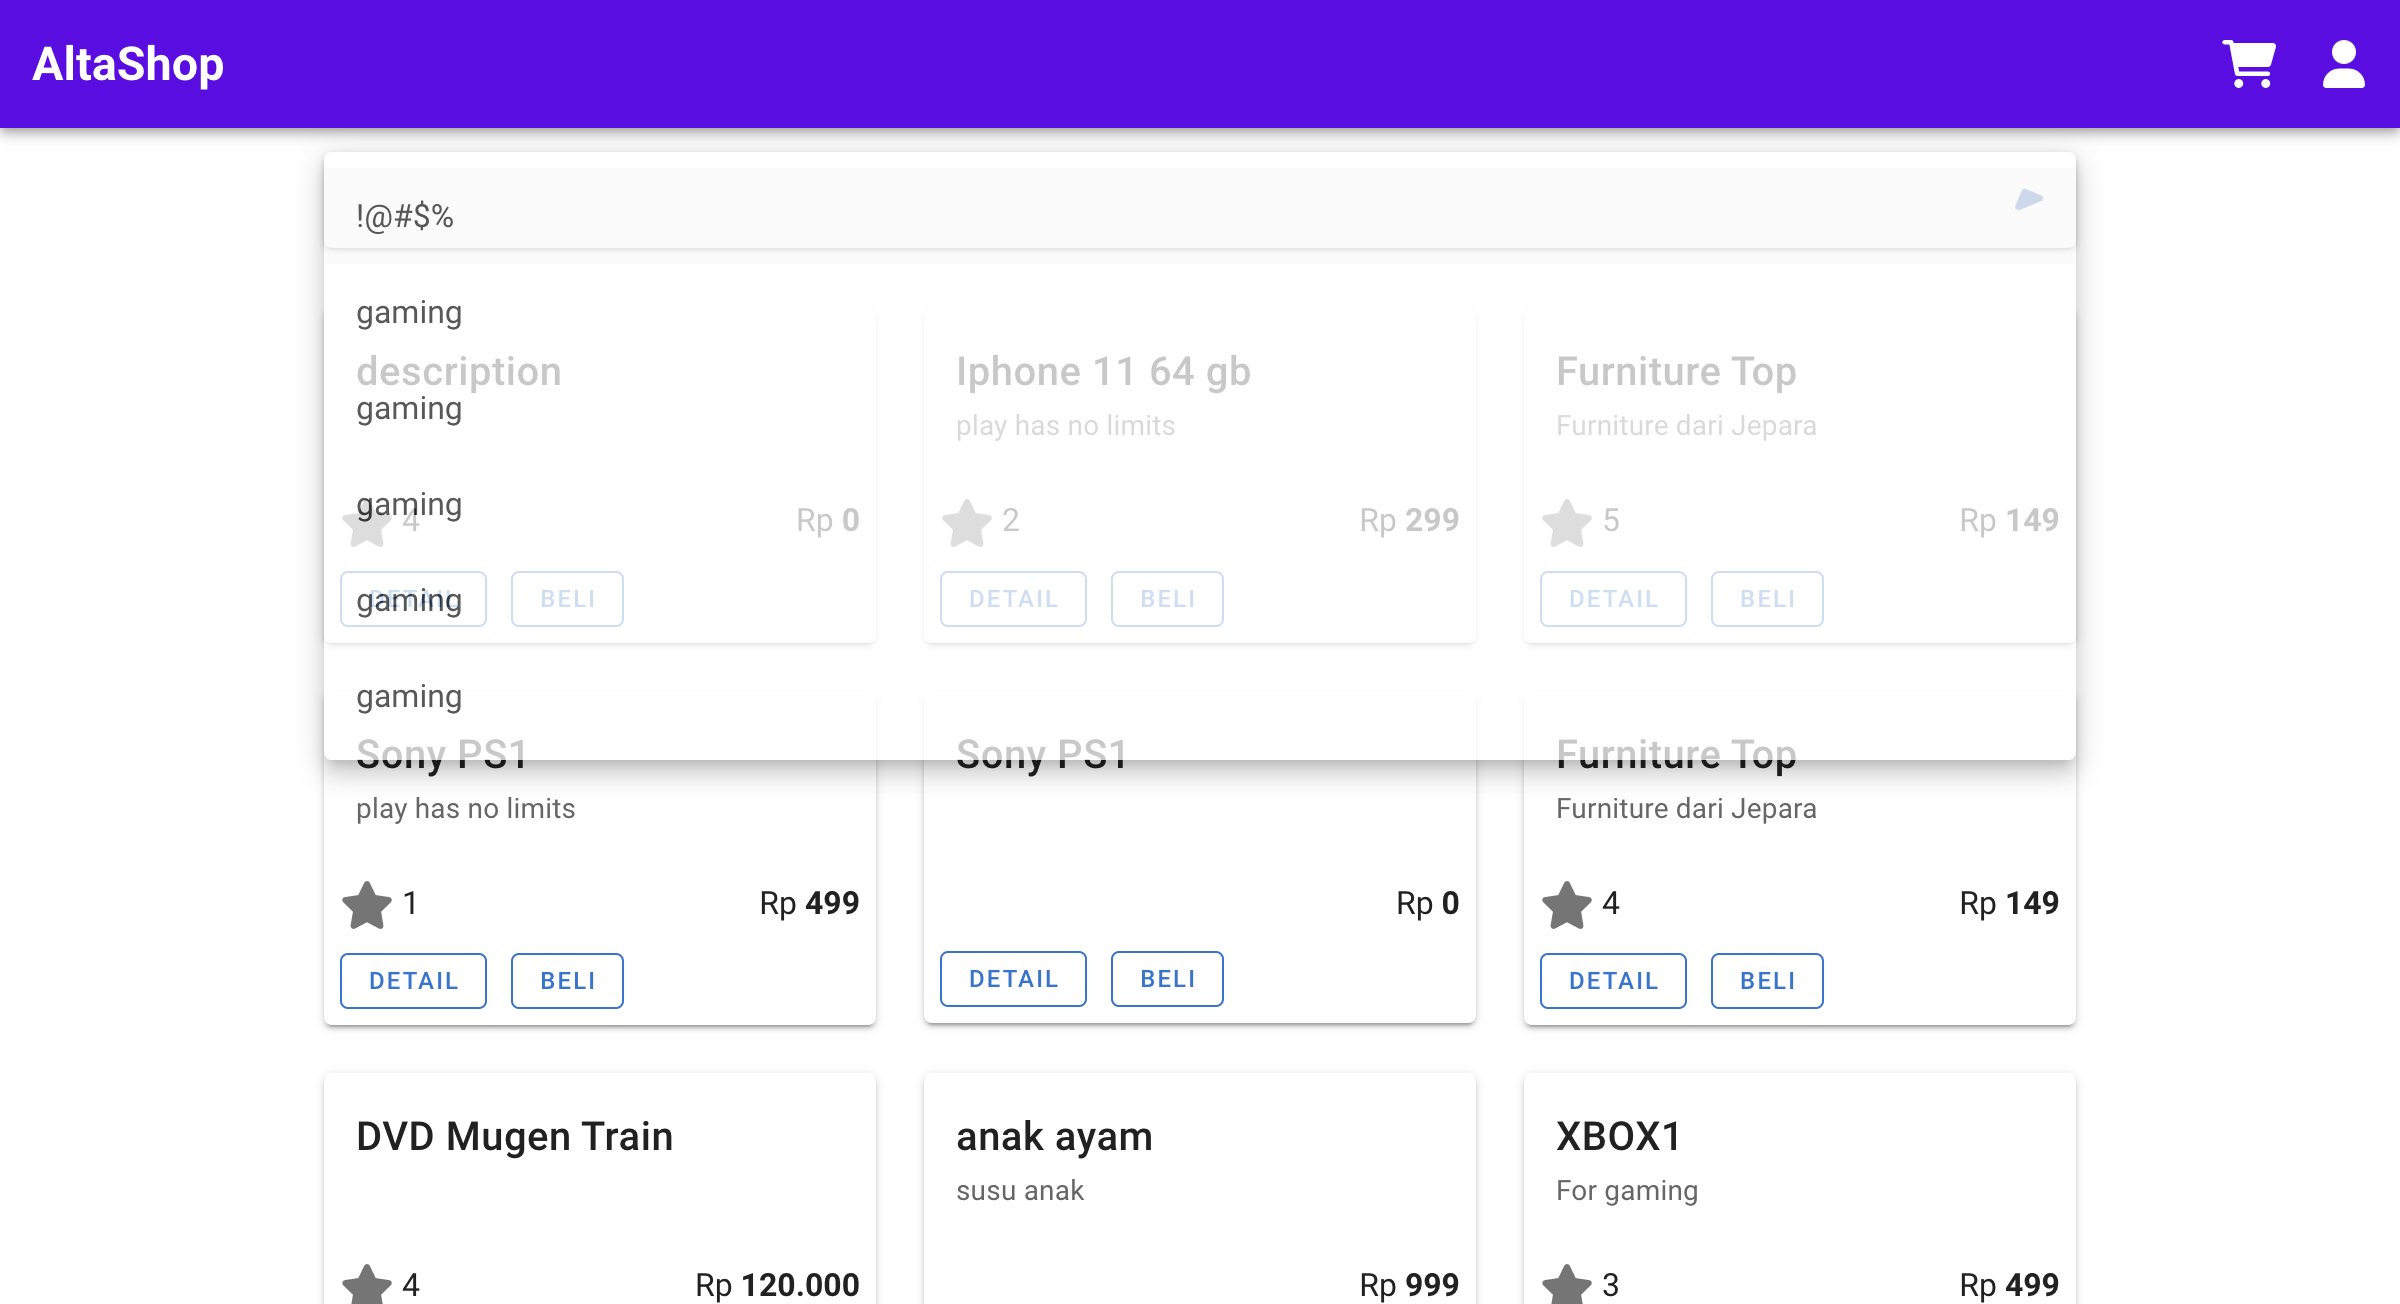 AltaShop
!@#$%
gaming
description
Iphone 11 64 gb
Furniture Top
gaming
play has no limits
Furniture dari Jepara
gaming
4
Rp 0
2
Rp 299
5
Rp 149
DETAIL
gaming
BELI
DETAIL
BELI
DETAIL
BELI
gaming
Sony PS1
Sony PS1
Furniture Top
play has no limits
Furniture dari Jepara
1
Rp 499
Rp 0
4
Rp 149
DETAIL
BELI
DETAIL
BELI
DETAIL
BELI
DVD Mugen Train
anak ayam
XBOX1
susu anak
For gaming
4
Rp 120.000
Rp 999
3
Rp 499